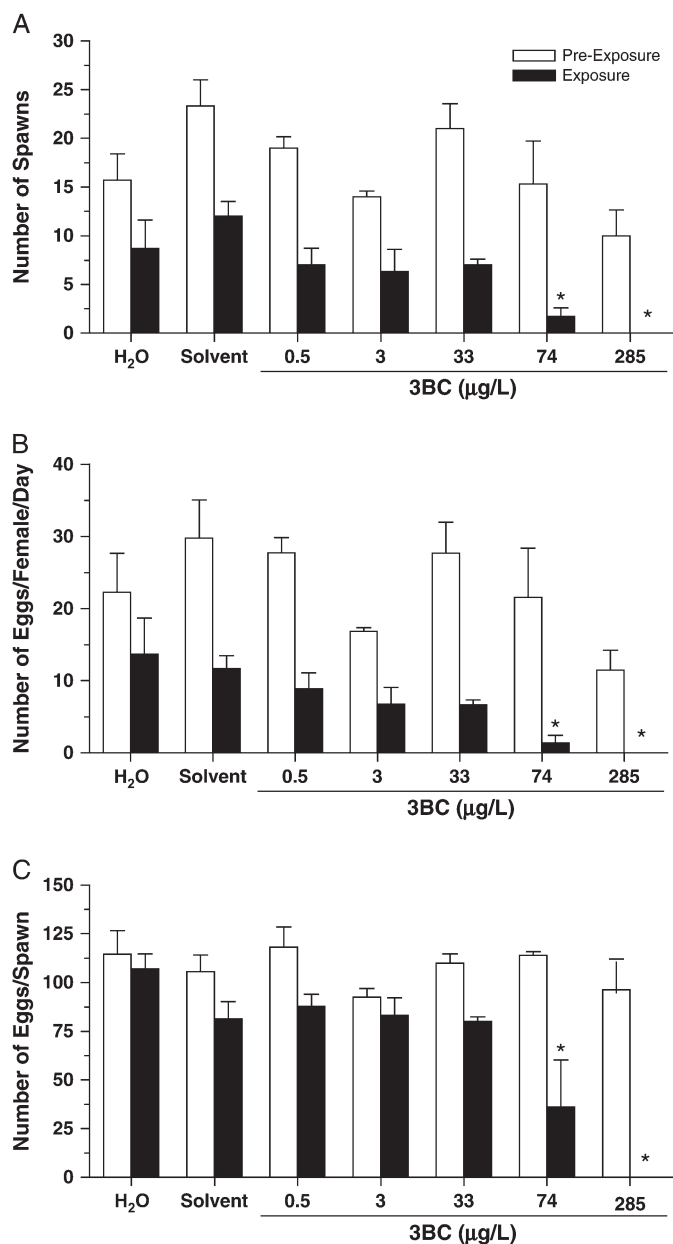 A
Number of Spawns
30
25
20
15
10
5
0
Pre-Exposure
Exposure
*
*
H₂O Solvent 0.5 3 33 74 285
3BC (μg/L)
B
Number of Eggs/Female/Day
40
30
20
10
0
*
*
H₂O Solvent 0.5 3 33 74 285
3BC (μg/L)
C
Number of Eggs/Spawn
150
125
100
75
50
25
0
*
*
H₂O Solvent 0.5 3 33 74 285
3BC (μg/L)